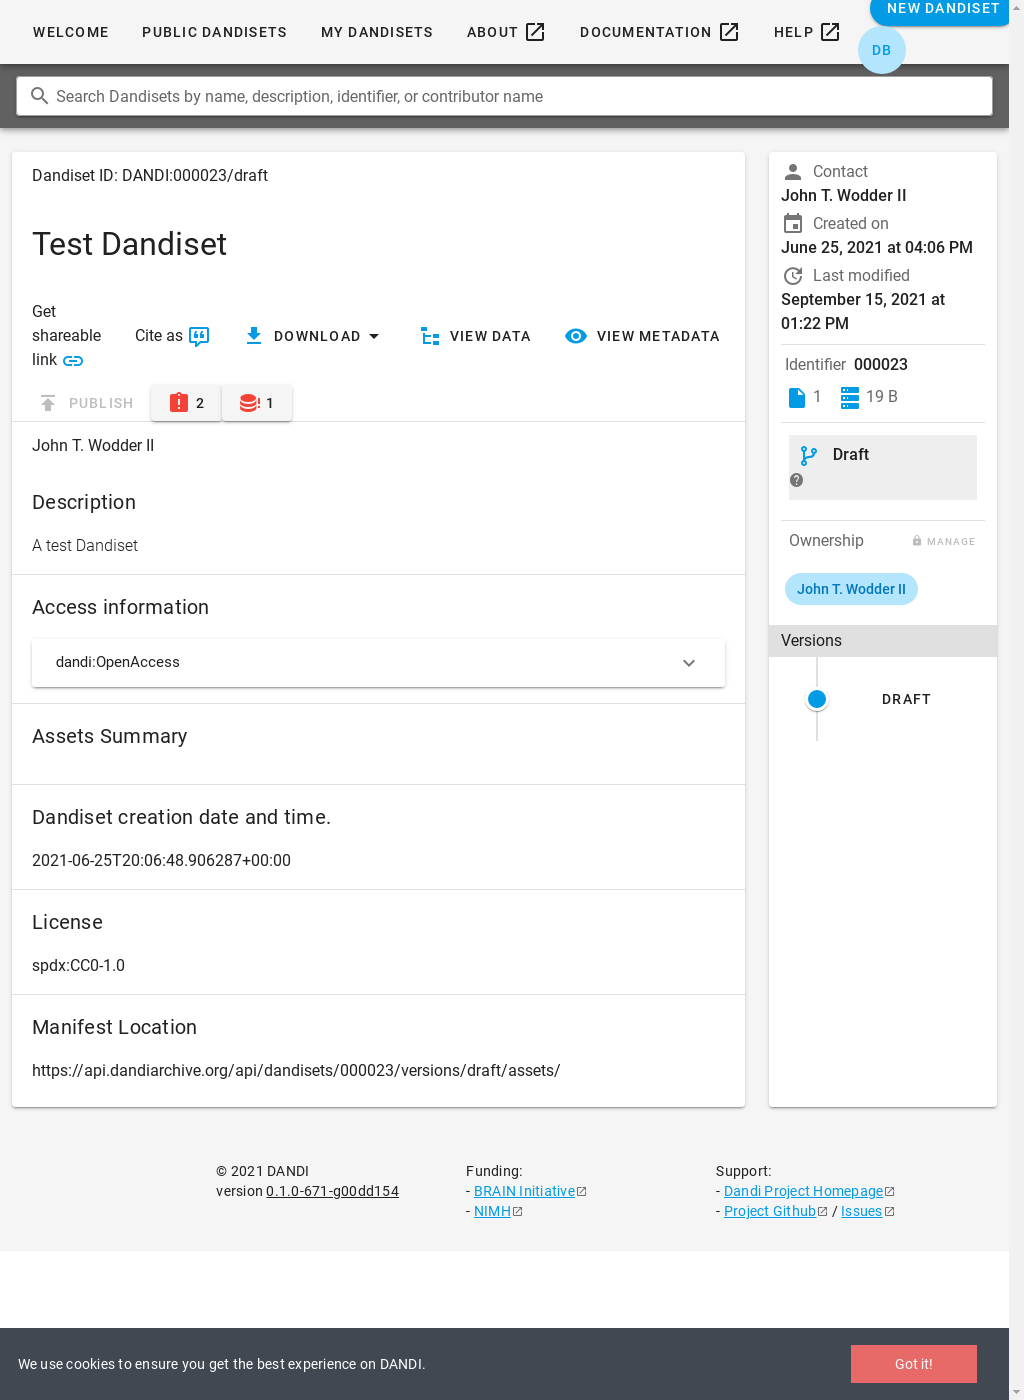 WELCOME PUBLIC DANDISETS MY DANDISETS ABOUT DOCUMENTATION HELP NEW DANDISET
DB
Search Dandisets by name, description, identifier, or contributor name
Dandiset ID: DANDI:000023/draft
Test Dandiset
Get
shareable
link
Cite as
DOWNLOAD
VIEW DATA
VIEW METADATA
PUBLISH
2
1
John T. Wodder II
Description
A test Dandiset
Access information
dandi:OpenAccess
Assets Summary
Dandiset creation date and time.
2021-06-25T20:06:48.906287+00:00
License
spdx:CC0-1.0
Manifest Location
https://api.dandiarchive.org/api/dandisets/000023/versions/draft/assets/
Contact
John T. Wodder II
Created on
June 25, 2021 at 04:06 PM
Last modified
September 15, 2021 at
01:22 PM
Identifier 000023
1 19 B
Draft
Ownership MANAGE
John T. Wodder II
Versions
DRAFT
© 2021 DANDI
version 0.1.0-671-g00dd154
Funding:
- BRAIN Initiative
- NIMH
Support:
- Dandi Project Homepage
- Project Github / Issues
We use cookies to ensure you get the best experience on DANDI.
Got it!